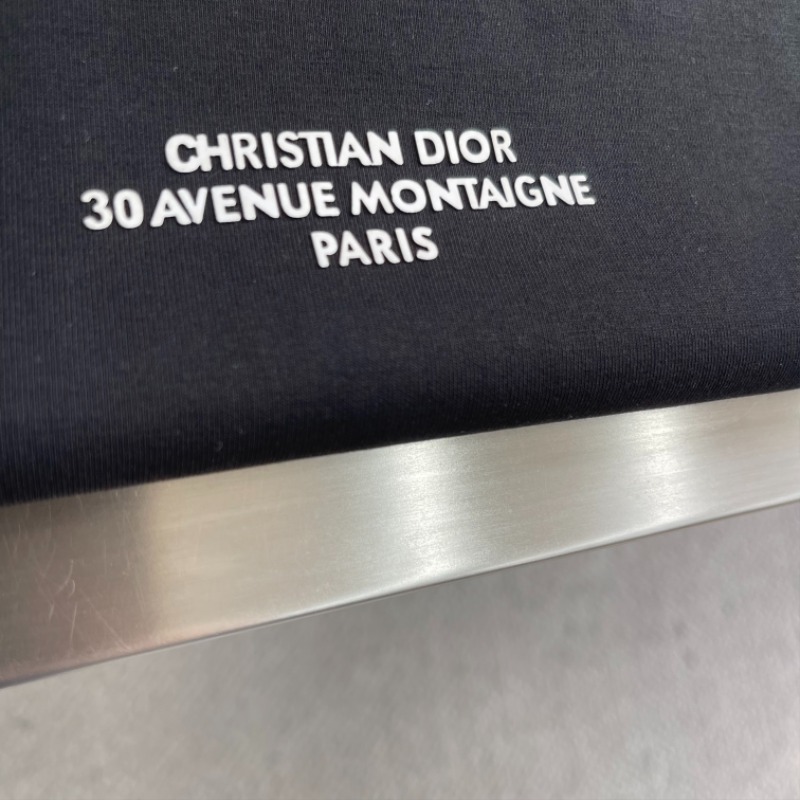 CHRISTIAN DIOR
30 AVENUE MONTAIGNE
PARIS